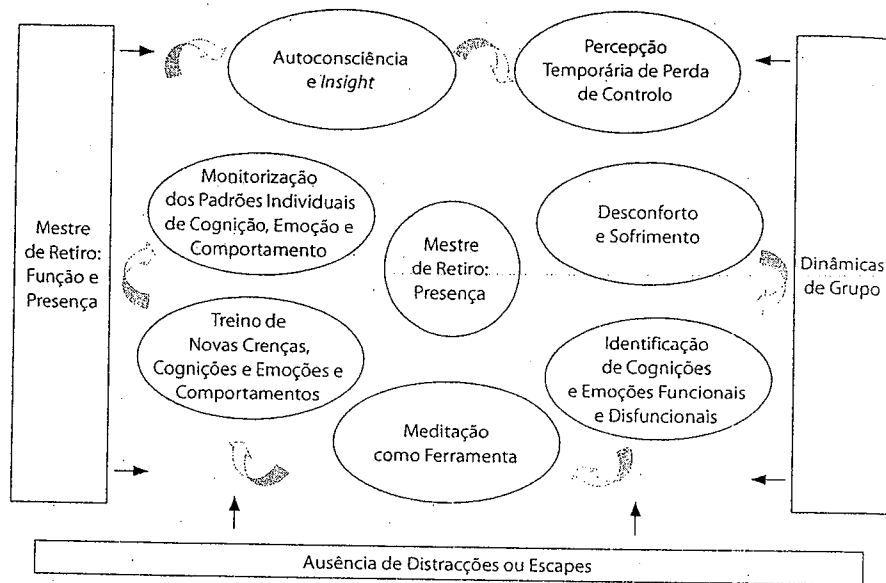 Autoconsciência
e Insight
Percepção
Temporária de Perda
de Controlo
Monitorização
dos Padrões Individuais
de Cognição, Emoção e
Comportamento
Desconforto
e Sofrimento
Mestre
de Retiro:
Função e
Presença
Mestre
de Retiro:
Presença
Dinâmicas
de Grupo
Treino de
Novas Crenças,
Cognições e Emoções e
Comportamentos
Identificação
de Cognições
e Emoções Funcionais
e Disfuncionais
Meditação
como Ferramenta
Ausência de Distracções ou Escapes